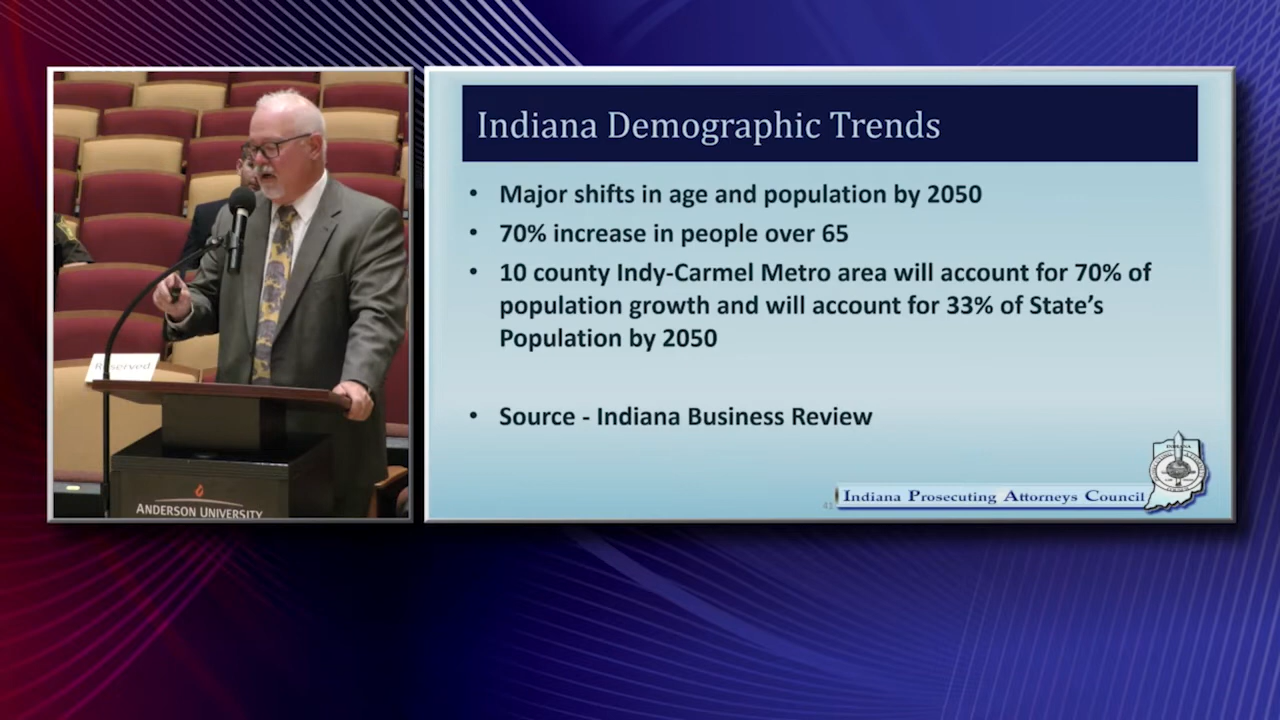 Reserved
ANDERSON UNIVERSITY
Indiana Demographic Trends
• Major shifts in age and population by 2050
• 70% increase in people over 65
• 10 county Indy-Carmel Metro area will account for 70% of
population growth and will account for 33% of State's
Population by 2050
• Source - Indiana Business Review
41
Indiana Prosecuting Attorneys Council
INDIANA